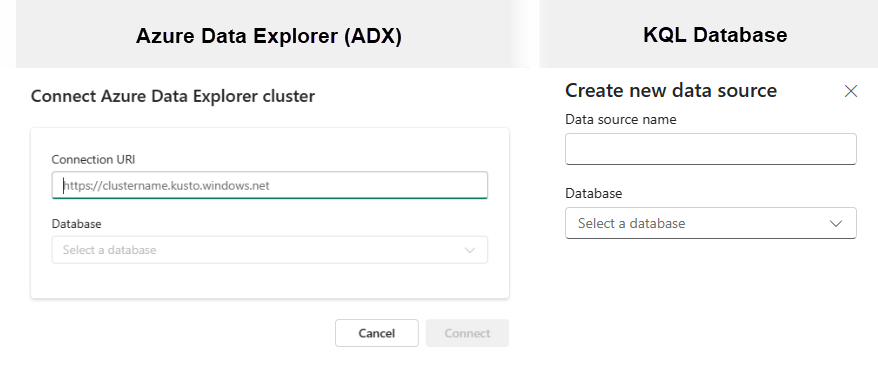 Azure Data Explorer (ADX)
Connect Azure Data Explorer cluster
Connection URI
https://clustername.kusto.windows.net
Database
Select a database
Cancel
Connect
KQL Database
Create new data source
Data source name
Database
Select a database